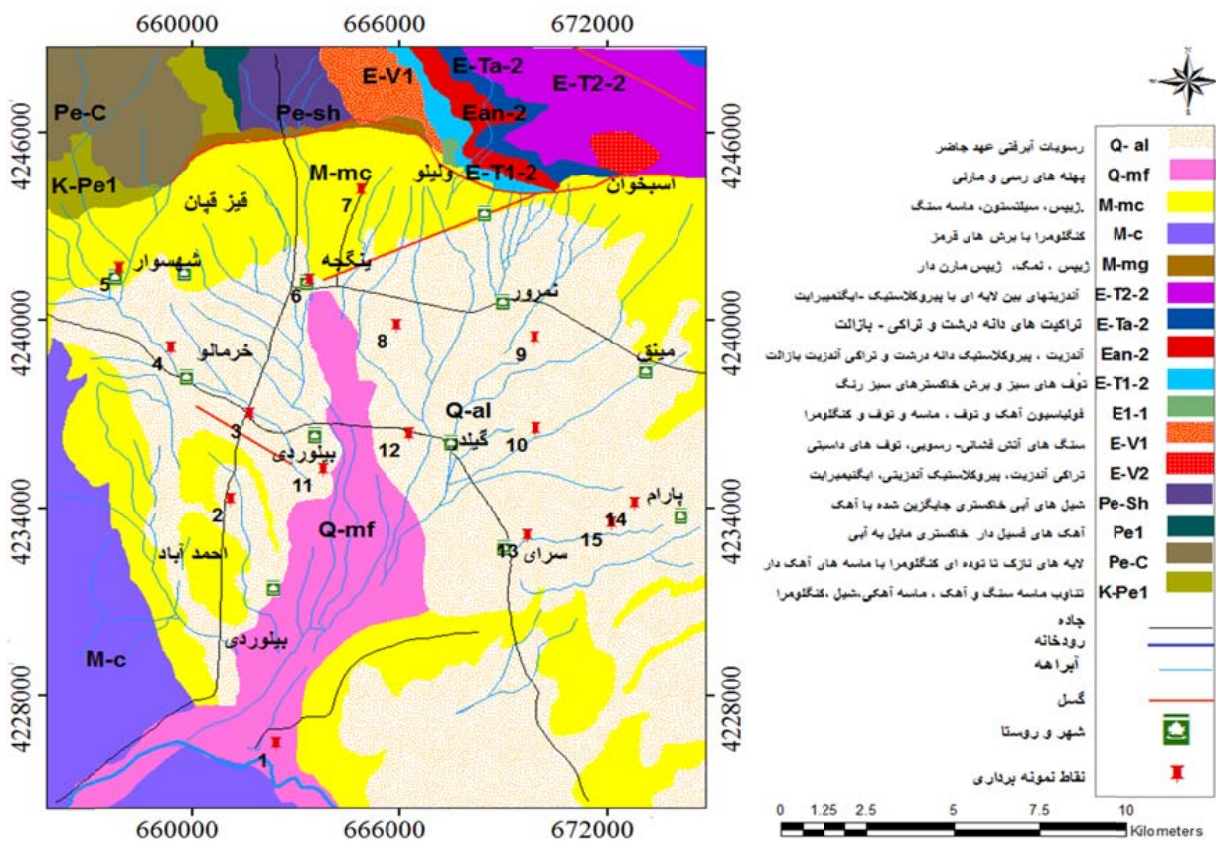 660000 666000 672000
4246000
4240000
4234000
4228000
4246000
4240000
4234000
4228000
Pe-C
Pe-sh
E-V1
E-Ta-2
E-T2-2
Ean-2
K-Pe1
M-mc
ولینو
E-T1-2
اسبخوان
قیز قپان
7
شهسوار
5
ینگجه
6
نمرور
8
9
4
خرمالو
مینق
3
Q-al
گیلد
10
12
بیلوردی
11
2
Q-mf
پارام
14
15
احمد آباد
13
سرای
بیلوردی
M-c
1
660000 666000 672000
رسوبات آبرفتی عهد حاضر Q- al
پهنه های رسی و مارنی Q-mf
ژیپس، سیلتستون، ماسه سنگ. M-mc
کنگلومرا با برش های قرمز M-c
ژیپس ، نمک، ژیپس مارن دار M-mg
آندزیتهای بین لایه ای با پیروکلاستیک -ایگنمیرایت E-T2-2
تراکیت های دانه درشت و تراکی - بازالت E-Ta-2
آندزیت ، پیروکلاستیک دانه درشت و تراکی آندزیت بازالت Ean-2
توف های سبز و برش خاکسترهای سبز رنگ E-T1-2
فولیاسیون آهک و توف ، ماسه و توف و کنگلومرا E1-1
سنگ های آتش فشانی- رسوبی، توف های داسیتی E-V1
تراکی آندزیت، پیروکلاستیک آندزیتی، ایگنیمبرایت E-V2
شیل های آبی خاکستری جایگزین شده با آهک Pe-Sh
آهک های فسیل دار خاکستری مایل به آبی Pe1
لایه های نازک تا توده ای کنگلومرا با ماسه های آهک دار Pe-C
تناوب ماسه سنگ و آهک ، ماسه آهکی،شیل ،کنگلومرا K-Pe1
جاده
رودخانه
آبراهه
گسل
شهر و روستا
نقاط نمونه برداری
0 1.25 2.5 5 7.5 10
Kilometers